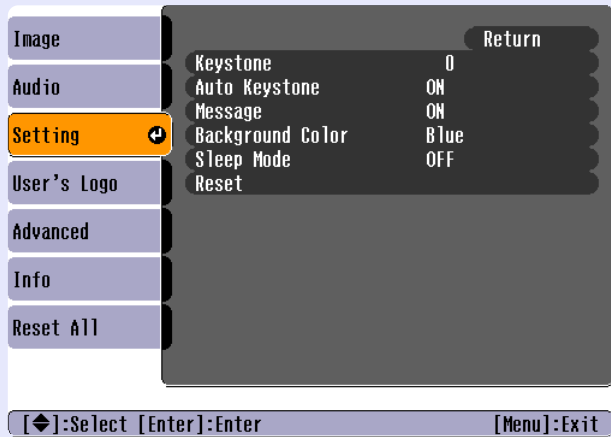 Image
Audio
Setting
User's Logo
Advanced
Info
Reset All
Return
Keystone 0
Auto Keystone ON
Message ON
Background Color Blue
Sleep Mode OFF
Reset
[◆]:Select [Enter]:Enter [Menu]:Exit